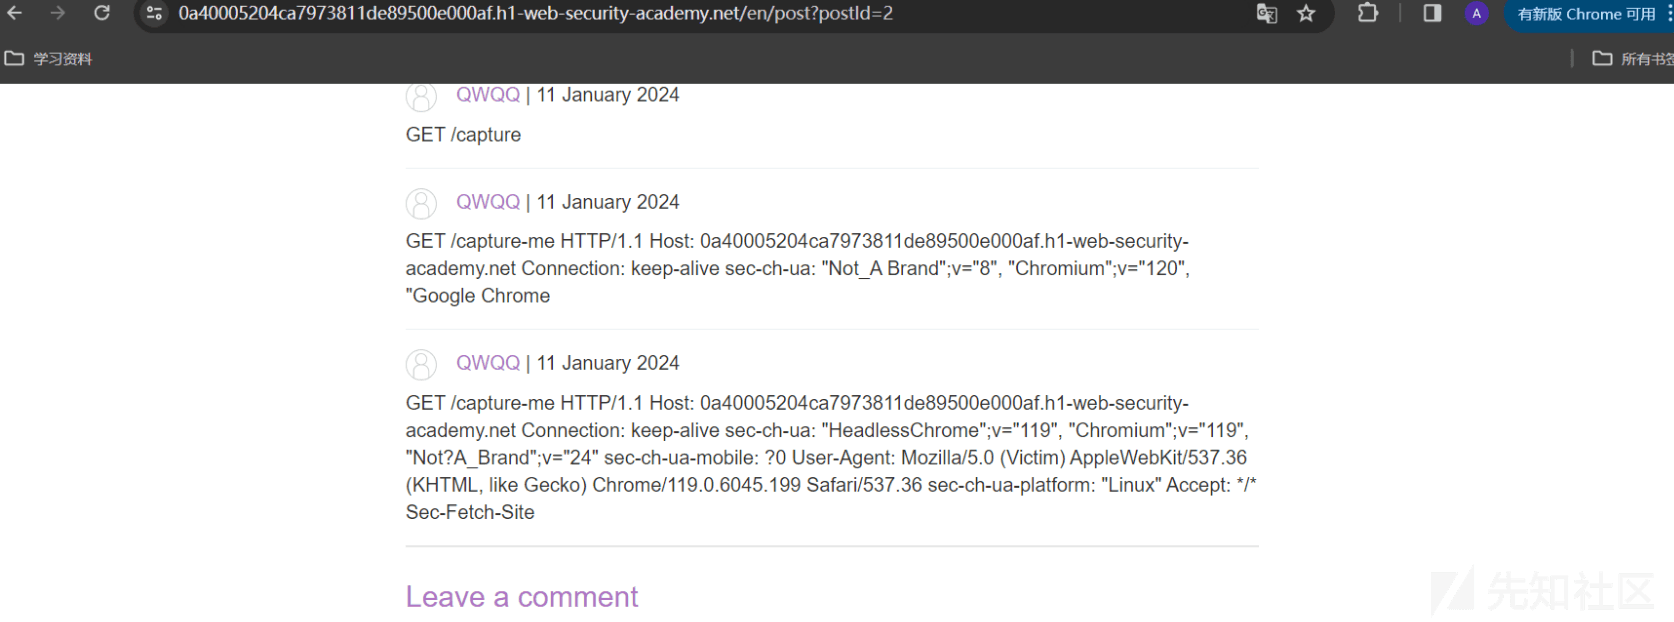 0a40005204ca7973811de89500e000af.h1-web-security-academy.net/en/post?postId=2
A
有新版 Chrome 可用
学习资料
所有书签
QWQQ | 11 January 2024
GET /capture
QWQQ | 11 January 2024
GET /capture-me HTTP/1.1 Host: 0a40005204ca7973811de89500e000af.h1-web-security-
academy.net Connection: keep-alive sec-ch-ua: "Not_A Brand";v="8", "Chromium";v="120",
"Google Chrome
QWQQ | 11 January 2024
GET /capture-me HTTP/1.1 Host: 0a40005204ca7973811de89500e000af.h1-web-security-
academy.net Connection: keep-alive sec-ch-ua: "HeadlessChrome";v="119", "Chromium";v="119",
"Not?A_Brand";v="24" sec-ch-ua-mobile: ?0 User-Agent: Mozilla/5.0 (Victim) AppleWebKit/537.36
(KHTML, like Gecko) Chrome/119.0.6045.199 Safari/537.36 sec-ch-ua-platform: "Linux" Accept: */*
Sec-Fetch-Site
Leave a comment
先知社区